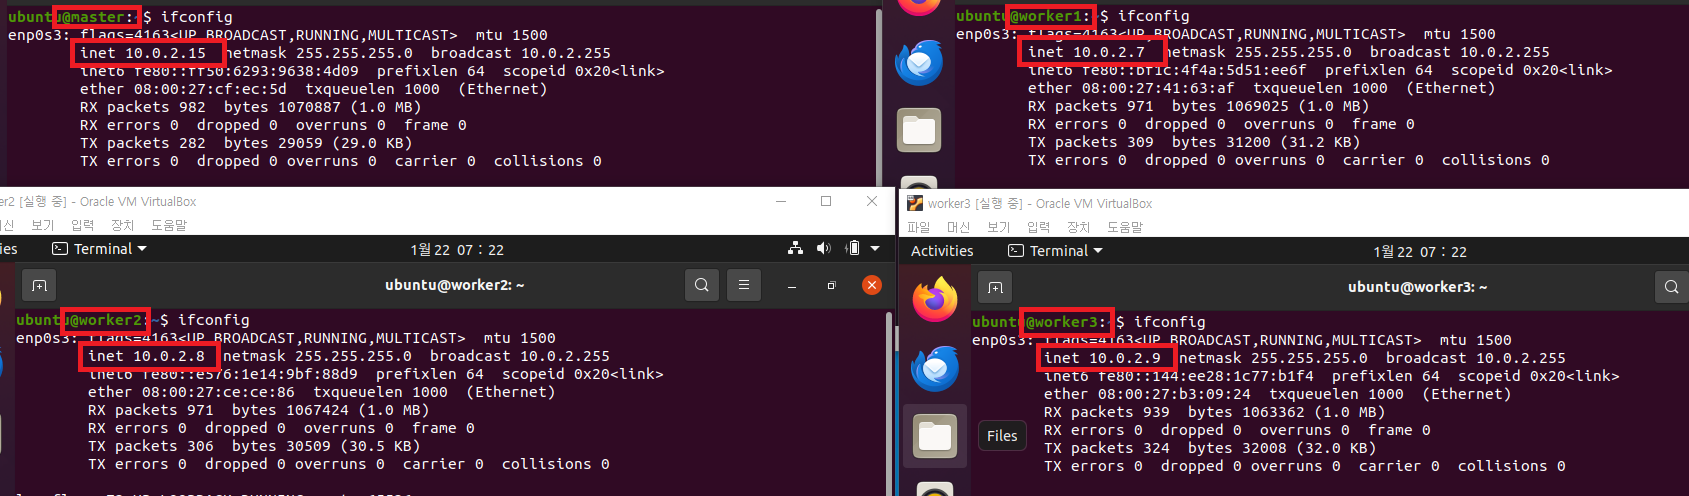 ubuntu@master:~$ ifconfig
enp0s3: flags=4163<UP,BROADCAST,RUNNING,MULTICAST>  mtu 1500
inet 10.0.2.15  netmask 255.255.255.0  broadcast 10.0.2.255
inet6 fe80::ff50:6293:9638:4d09  prefixlen 64  scopeid 0x20<link>
ether 08:00:27:cf:ec:5d  txqueuelen 1000  (Ethernet)
RX packets 982  bytes 1070887 (1.0 MB)
RX errors 0  dropped 0  overruns 0  frame 0
TX packets 282  bytes 29059 (29.0 KB)
TX errors 0  dropped 0 overruns 0  carrier 0  collisions 0
ubuntu@worker1:~$ ifconfig
enp0s3: flags=4163<UP,BROADCAST,RUNNING,MULTICAST>  mtu 1500
inet 10.0.2.7  netmask 255.255.255.0  broadcast 10.0.2.255
inet6 fe80::bf1c:4f4a:5d51:ee6f  prefixlen 64  scopeid 0x20<link>
ether 08:00:27:41:63:af  txqueuelen 1000  (Ethernet)
RX packets 971  bytes 1069025 (1.0 MB)
RX errors 0  dropped 0  overruns 0  frame 0
TX packets 309  bytes 31200 (31.2 KB)
TX errors 0  dropped 0 overruns 0  carrier 0  collisions 0
er2 [실행 중] - Oracle VM VirtualBox
머신 보기 입력 장치 도움말
ies Terminal 1월 22 07 : 22
ubuntu@worker2: ~
ubuntu@worker2:~$ ifconfig
enp0s3: flags=4163<UP,BROADCAST,RUNNING,MULTICAST>  mtu 1500
inet 10.0.2.8  netmask 255.255.255.0  broadcast 10.0.2.255
inet6 fe80::e576:1e14:9bf:88d9  prefixlen 64  scopeid 0x20<link>
ether 08:00:27:ce:ce:86  txqueuelen 1000  (Ethernet)
RX packets 971  bytes 1067424 (1.0 MB)
RX errors 0  dropped 0  overruns 0  frame 0
TX packets 306  bytes 30509 (30.5 KB)
TX errors 0  dropped 0 overruns 0  carrier 0  collisions 0
worker3 [실행 중] - Oracle VM VirtualBox
파일 머신 보기 입력 장치 도움말
Activities Terminal 1월 22 07 : 22
ubuntu@worker3: ~
ubuntu@worker3:~$ ifconfig
enp0s3: flags=4163<UP,BROADCAST,RUNNING,MULTICAST>  mtu 1500
inet 10.0.2.9  netmask 255.255.255.0  broadcast 10.0.2.255
inet6 fe80::144:ee28:1c77:b1f4  prefixlen 64  scopeid 0x20<link>
ether 08:00:27:b3:09:24  txqueuelen 1000  (Ethernet)
RX packets 939  bytes 1063362 (1.0 MB)
RX errors 0  dropped 0  overruns 0  frame 0
Files
TX packets 324  bytes 32008 (32.0 KB)
TX errors 0  dropped 0 overruns 0  carrier 0  collisions 0